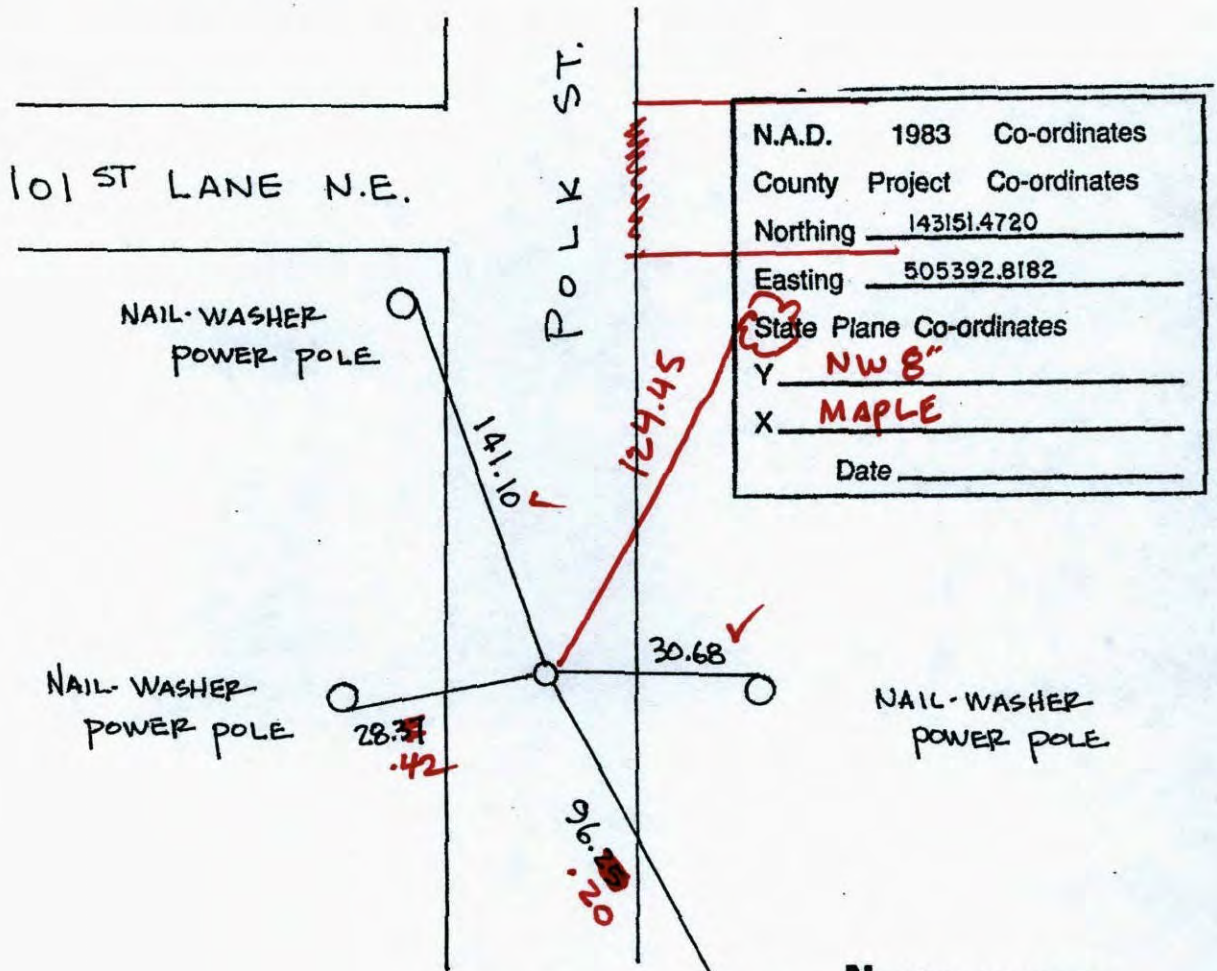 POLK ST.
101 ST LANE N.E.
N.A.D. 1983 Co-ordinates
County Project Co-ordinates
Northing 143151.4720
Easting 505392.8182
State Plane Co-ordinates
Y NW 8"
X MAPLE
Date
NAIL-WASHER
POWER POLE
141.10
124.45
30.68
NAIL-WASHER
POWER POLE
28.37
.42
NAIL-WASHER
POWER POLE
96.25
.20
N